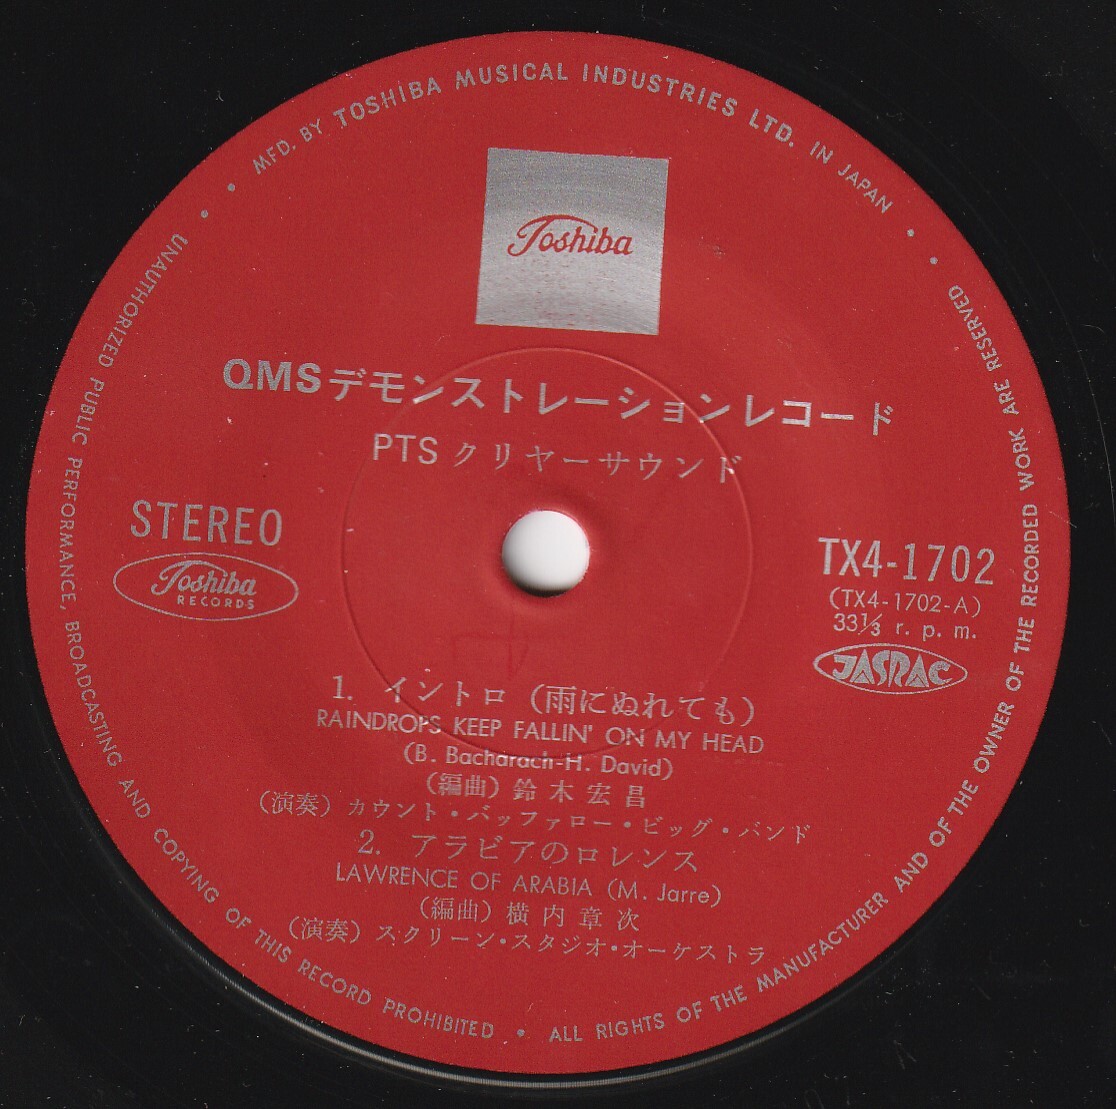 MFD. BY TOSHIBA MUSICAL INDUSTRIES LTD. IN JAPAN
Toshiba
QMSデモンストレーションレコード
PTSクリヤーサウンド
STEREO
Toshiba
RECORDS
TX4-1702
(TX4-1702-A)
33⅓ r. p. m.
JASRAC
1. イントロ (雨にぬれても)
RAINDROPS KEEP FALLIN' ON MY HEAD
(B. Bacharach-H. David)
(編曲) 鈴木宏昌
(演奏) カウント・バッファロー・ビッグ・バンド
2. アラビアのロレンス
LAWRENCE OF ARABIA (M. Jarre)
(編曲) 横内章次
(演奏) スクリーン・スタジオ・オーケストラ
UNAUTHORIZED PUBLIC PERFORMANCE, BROADCASTING AND COPYING OF THIS RECORD PROHIBITED • ALL RIGHTS OF THE MANUFACTURER AND OF THE OWNER OF THE RECORDED WORK ARE RESERVED